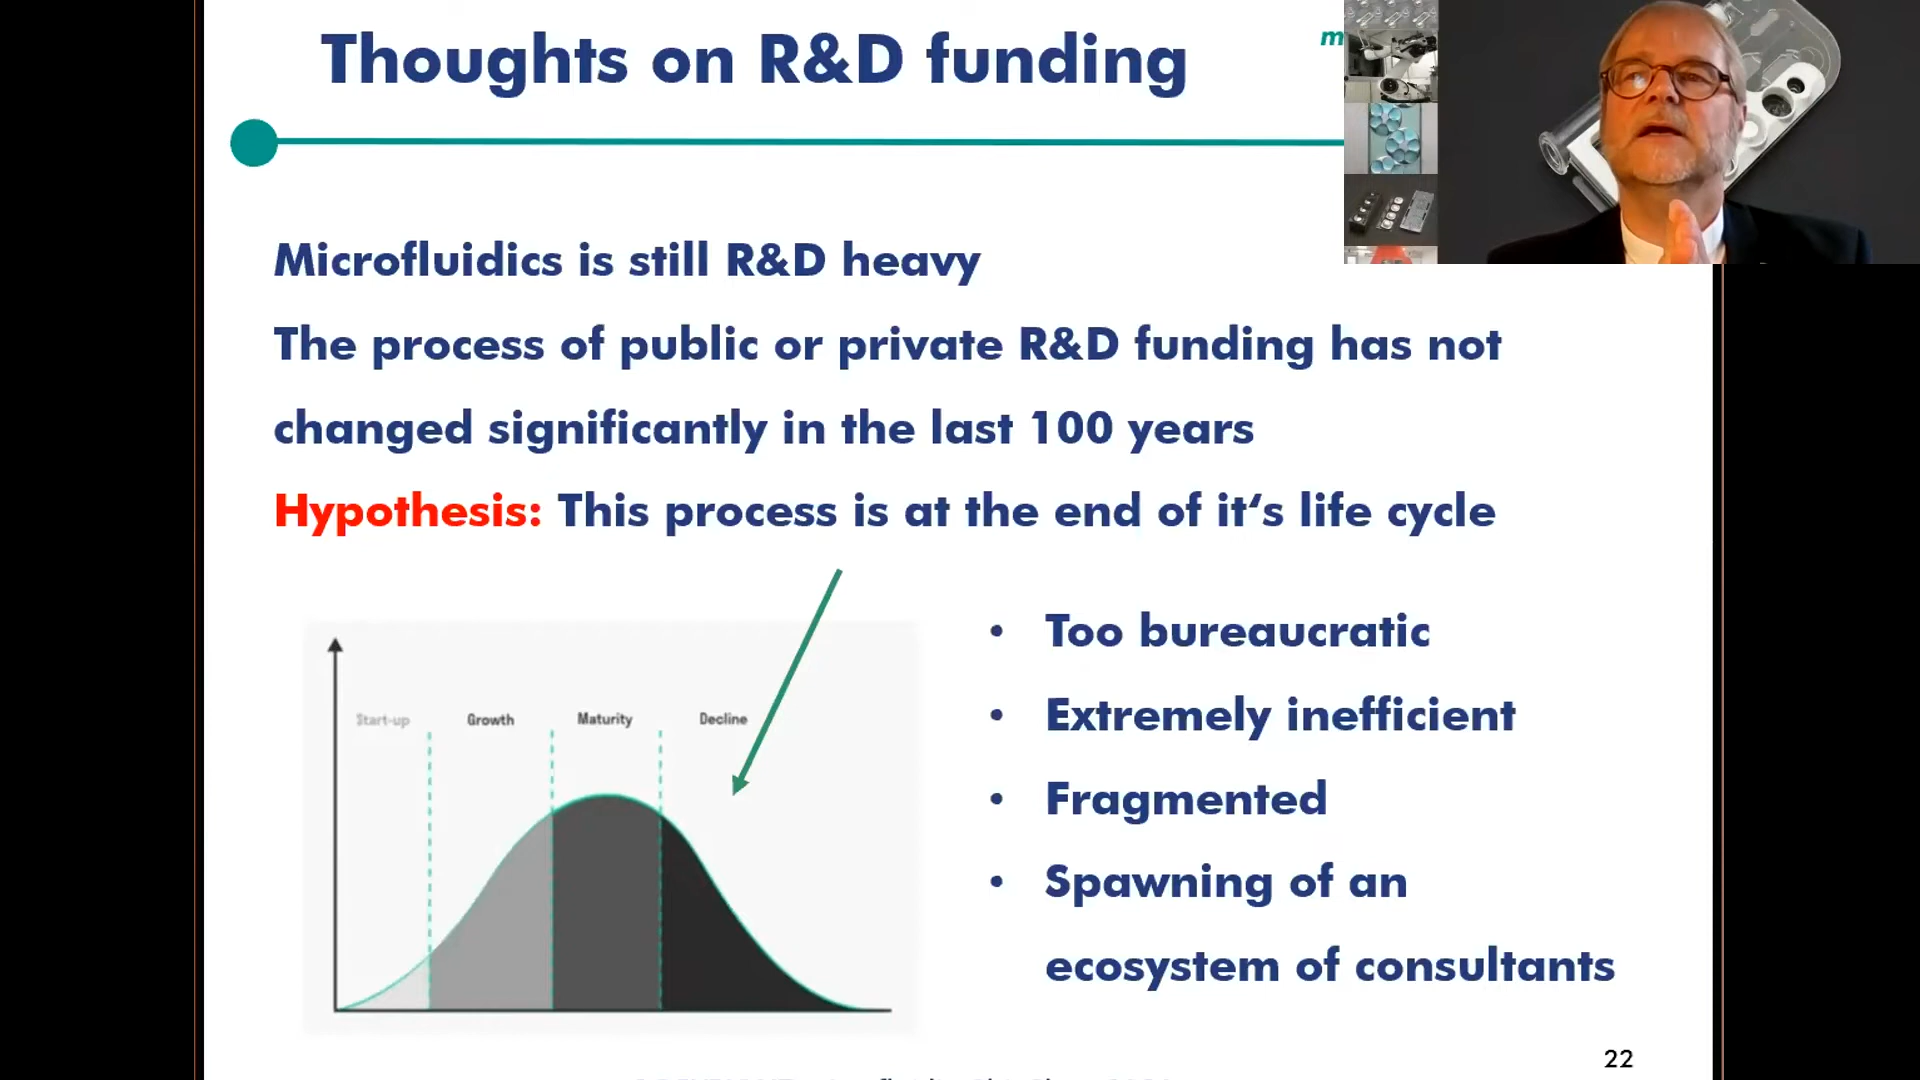 Thoughts on R&D funding
m
Microfluidics is still R&D heavy
The process of public or private R&D funding has not
changed significantly in the last 100 years
Hypothesis: This process is at the end of it‘s life cycle
Start-up Growth Maturity Decline
• Too bureaucratic
• Extremely inefficient
• Fragmented
• Spawning of an
ecosystem of consultants
22